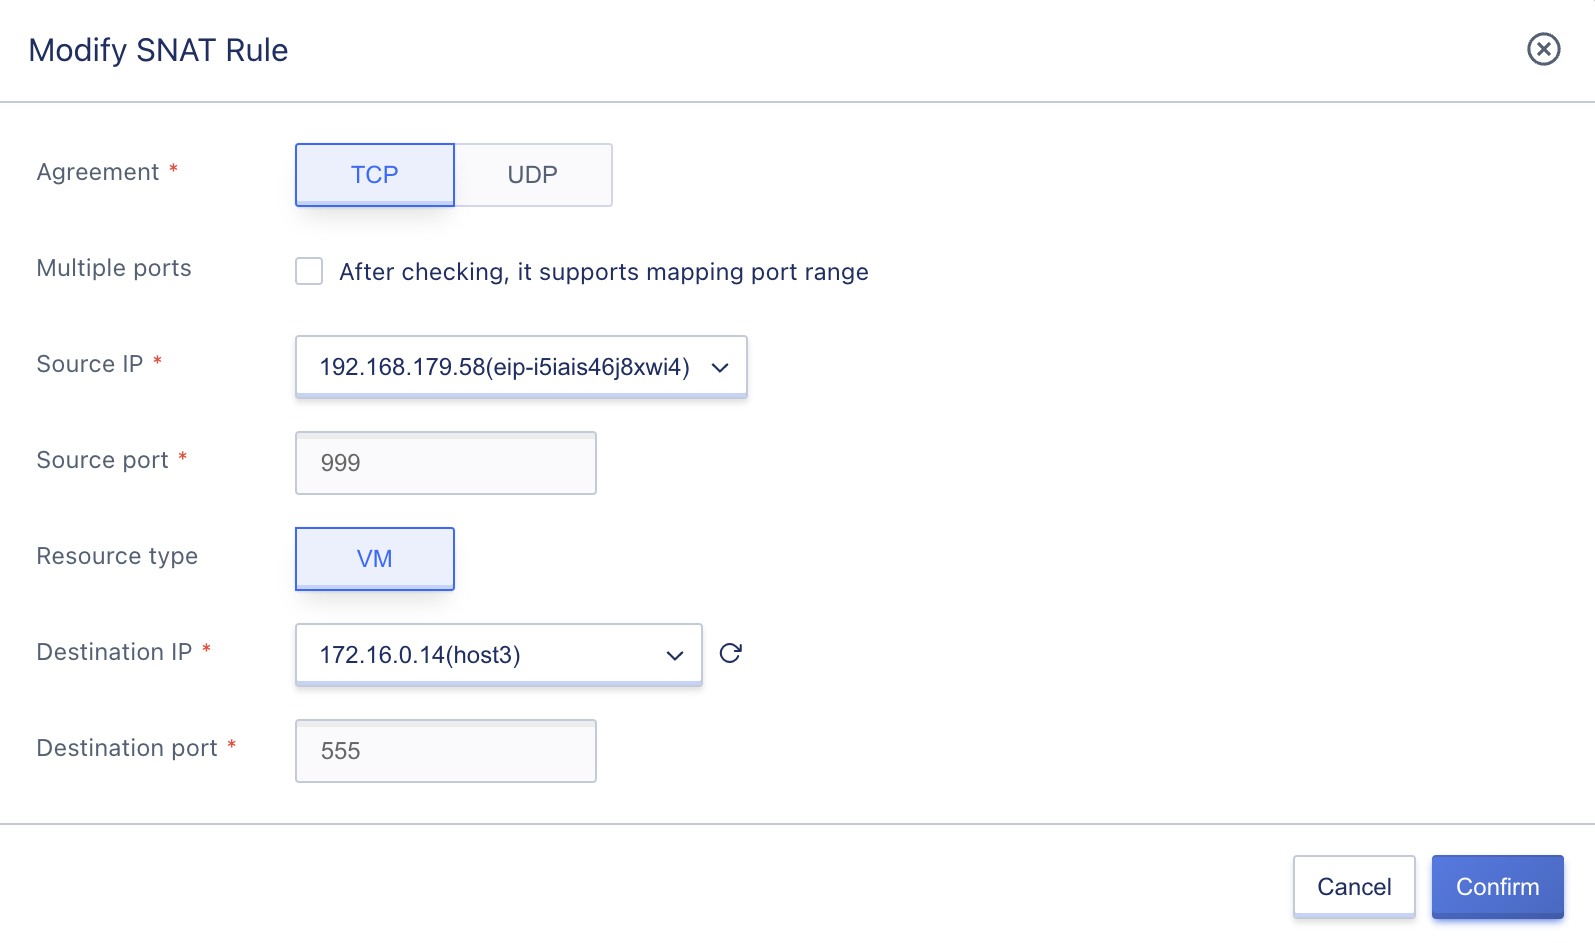 Modify SNAT Rule
Agreement * TCP UDP
Multiple ports After checking, it supports mapping port range
Source IP * 192.168.179.58(eip-i5iais46j8xwi4)
Source port * 999
Resource type VM
Destination IP * 172.16.0.14(host3)
Destination port * 555
Cancel Confirm